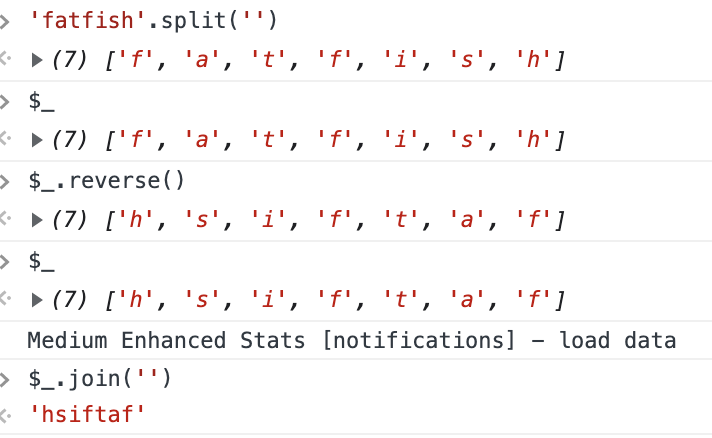 > 'fatfish'.split('')
<· ▶ (7) ['f', 'a', 't', 'f', 'i', 's', 'h']
> $_
<· ▶ (7) ['f', 'a', 't', 'f', 'i', 's', 'h']
> $_.reverse()
<· ▶ (7) ['h', 's', 'i', 'f', 't', 'a', 'f']
> $_
<· ▶ (7) ['h', 's', 'i', 'f', 't', 'a', 'f']
Medium Enhanced Stats [notifications] - load data
> $_.join('')
<· 'hsiftaf'